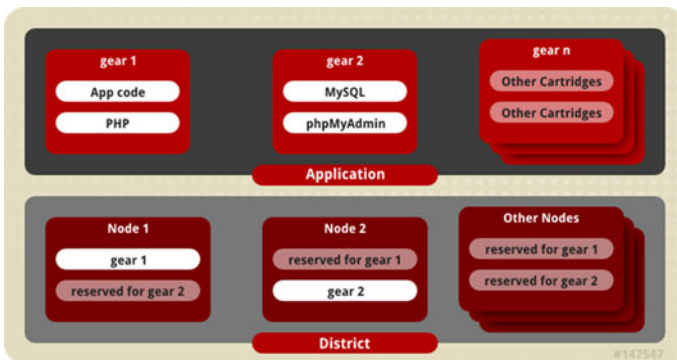 gear 1
App code
PHP
gear 2
MySQL
phpMyAdmin
gear n
Other Cartridges
Other Cartridges
Application
Node 1
gear 1
reserved for gear 2
Node 2
reserved for gear 1
gear 2
Other Nodes
reserved for gear 1
reserved for gear 2
District
#147547